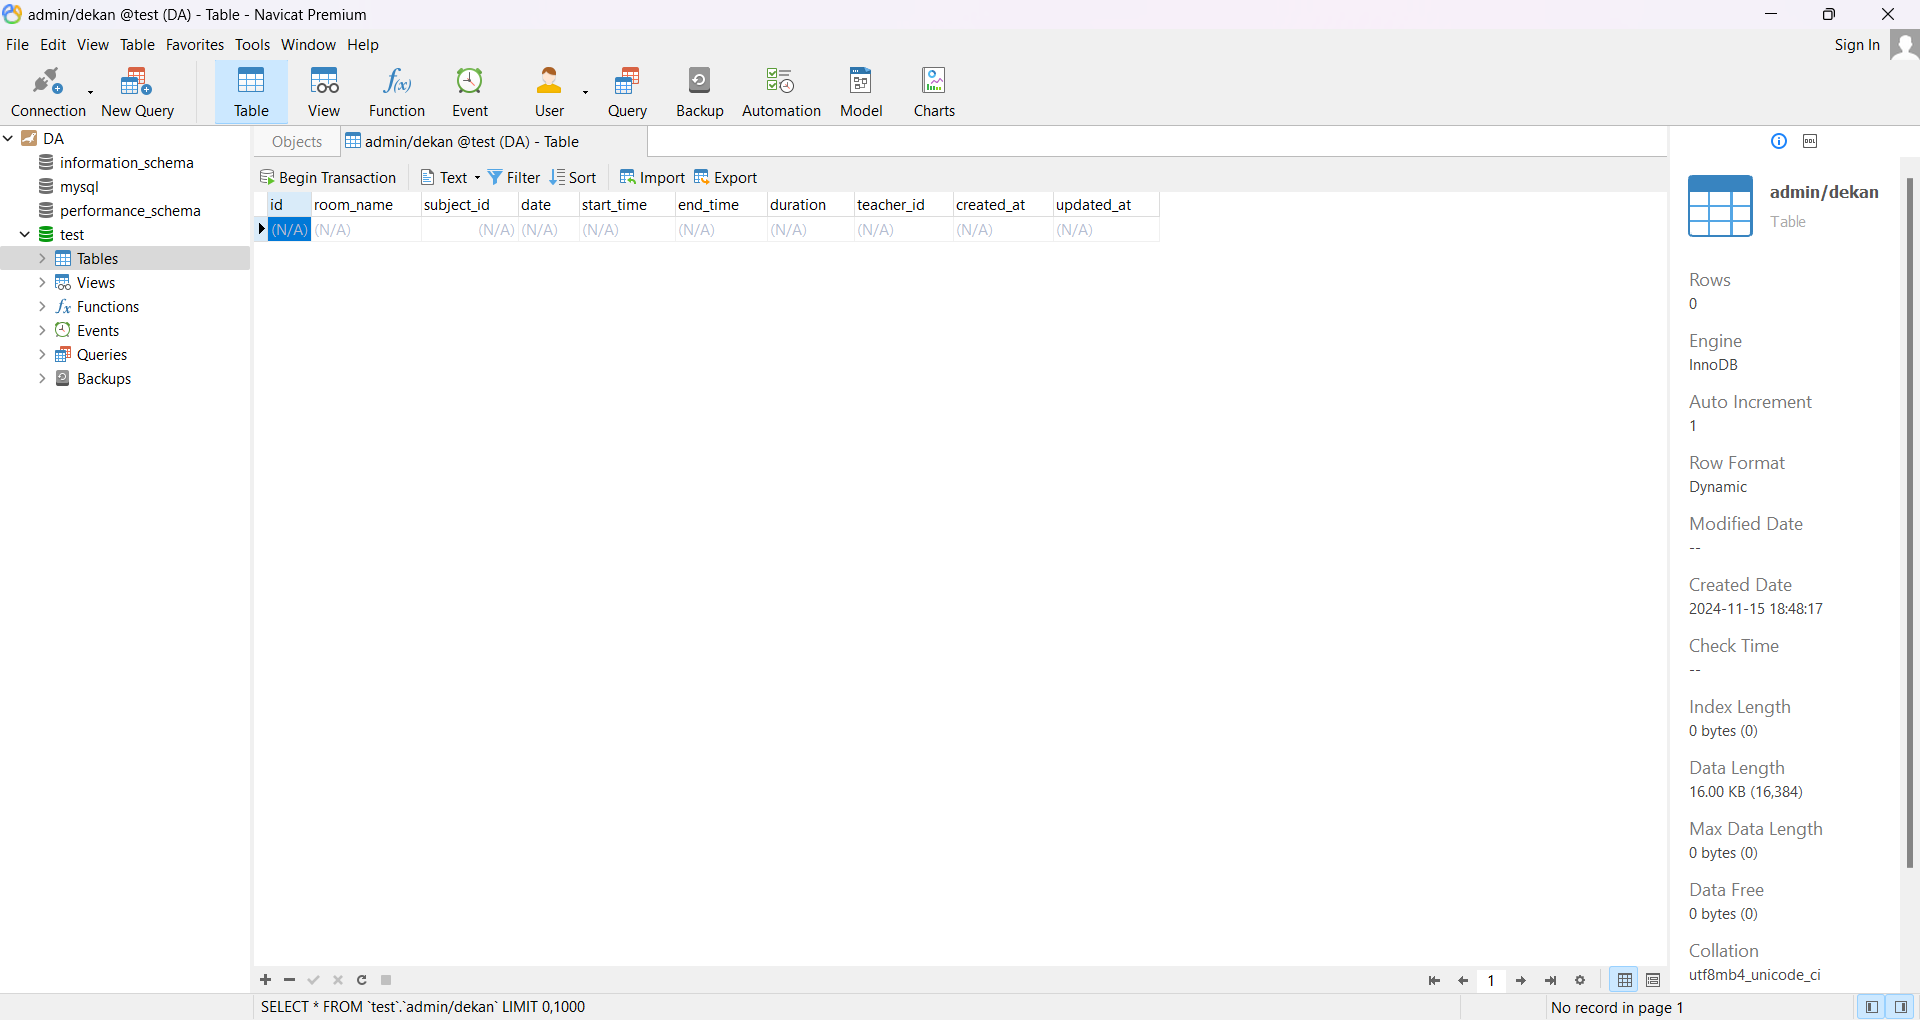 admin/dekan @test (DA) - Table - Navicat Premium
File Edit View Table Favorites Tools Window Help
Sign In
Connection New Query Table View Function Event User Query Backup Automation Model Charts
DA
information_schema
mysql
performance_schema
test
Tables
Views
Functions
Events
Queries
Backups
Objects admin/dekan @test (DA) - Table
Begin Transaction Text Filter Sort Import Export
id room_name subject_id date start_time end_time duration teacher_id created_at updated_at
(N/A) (N/A) (N/A) (N/A) (N/A) (N/A) (N/A) (N/A) (N/A) (N/A)
DDL
admin/dekan
Table
Rows
0
Engine
InnoDB
Auto Increment
1
Row Format
Dynamic
Modified Date
--
Created Date
2024-11-15 18:48:17
Check Time
--
Index Length
0 bytes (0)
Data Length
16.00 KB (16,384)
Max Data Length
0 bytes (0)
Data Free
0 bytes (0)
Collation
utf8mb4_unicode_ci
1
SELECT * FROM `test`.`admin/dekan` LIMIT 0,1000
No record in page 1